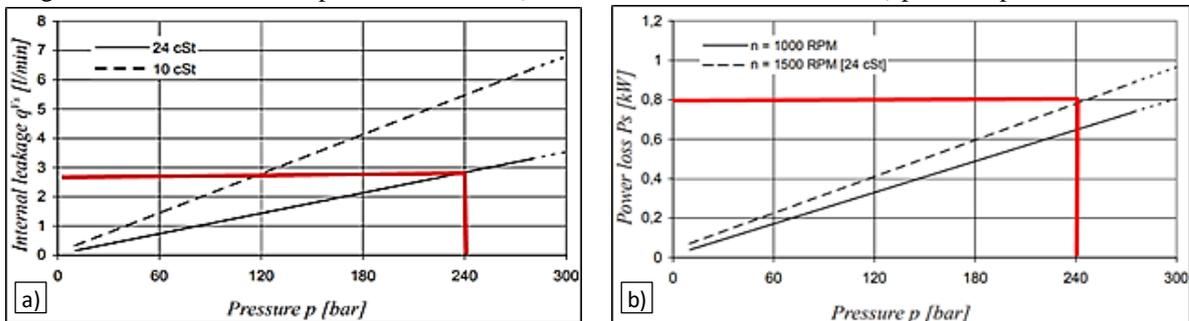 8
7
6
5
4
3
2
1
0
Internal leakage q^Vs [l/min]
24 cSt
10 cSt
0 60 120 180 240 300
Pressure p [bar]
a)
1,2
1
0,8
0,6
0,4
0,2
0
Power loss Ps [kW]
n = 1000 RPM
n = 1500 RPM [24 cSt]
0 60 120 180 240 300
Pressure p [bar]
b)